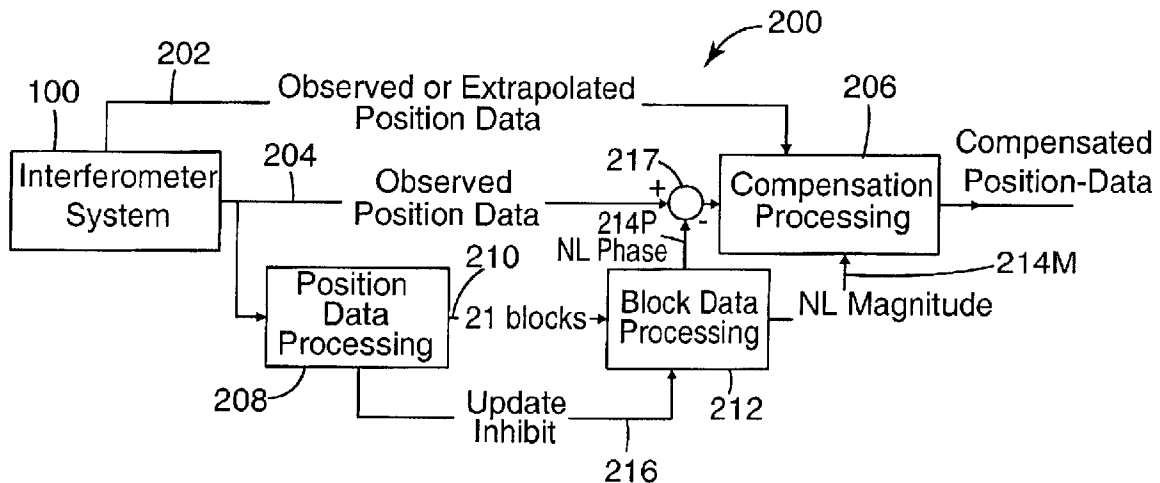 200
202
Observed or Extrapolated
Position Data
100
206
Interferometer
System
204
Observed
Position Data
217
+
-
Compensation
Processing
Compensated
Position-Data
214P
NL Phase
210
214M
NL Magnitude
Position
Data
Processing
21 blocks
Block Data
Processing
208
Update
Inhibit
212
216